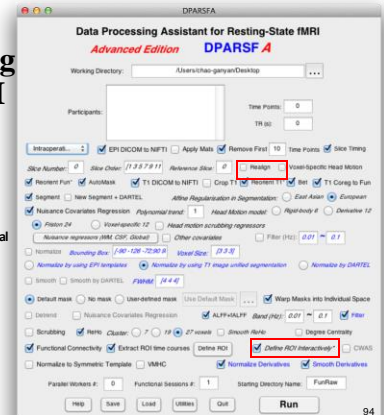 DPARSFA
Data Processing Assistant for Resting-State fMRI
Advanced Edition DPARSF A
Working Directory: /Users/chao-ganyan/Desktop ...
Participants:
Time Points: 0
TR (s): 0
Intraoperati... EPI DICOM to NIFTI Apply Mats Remove First 10 Time Points Slice Timing
Slice Number: 0 Slice Order: [1 3 5 7 9 11 Reference Slice: 0 Realign Voxel-Specific Head Motion
Reorient Fun* AutoMask T1 DICOM to NIFTI Crop T1 Reorient T1* Bet T1 Coreg to Fun
Segment New Segment + DARTEL Affine Regularisation in Segmentation: East Asian European
Nuisance Covariates Regression Polynomial trend: 1 Head Motion model: Rigid-body 6 Derivative 12
Friston 24 Voxel-specific 12 Head motion scrubbing regressors
Nuisance regressors (WM, CSF, Global) Other covariates Filter (Hz): 0.01 ~ 0.1
Normalize Bounding Box: [-90 -126 -72;90 9 Voxel Size: [3 3 3]
Normalize by using EPI templates Normalize by using T1 image unified segmentation Normalize by DARTEL
Smooth Smooth by DARTEL FWHM: [4 4 4]
Default mask No mask User-defined mask Use Default Mask ... Warp Masks into Individual Space
Detrend Nuisance Covariates Regression ALFF+fALFF Band (Hz): 0.01 ~ 0.1 Filter
Scrubbing ReHo Cluster: 7 19 27 voxels Smooth ReHo Degree Centrality
Functional Connectivity Extract ROI time courses Define ROI Define ROI Interactively* CWAS
Normalize to Symmetric Template VMHC Normalize Derivatives Smooth Derivatives
Parallel Workers #: 0 Functional Sessions #: 1 Starting Directory Name: FunRaw
Help Save Load Utilities Quit Run
94